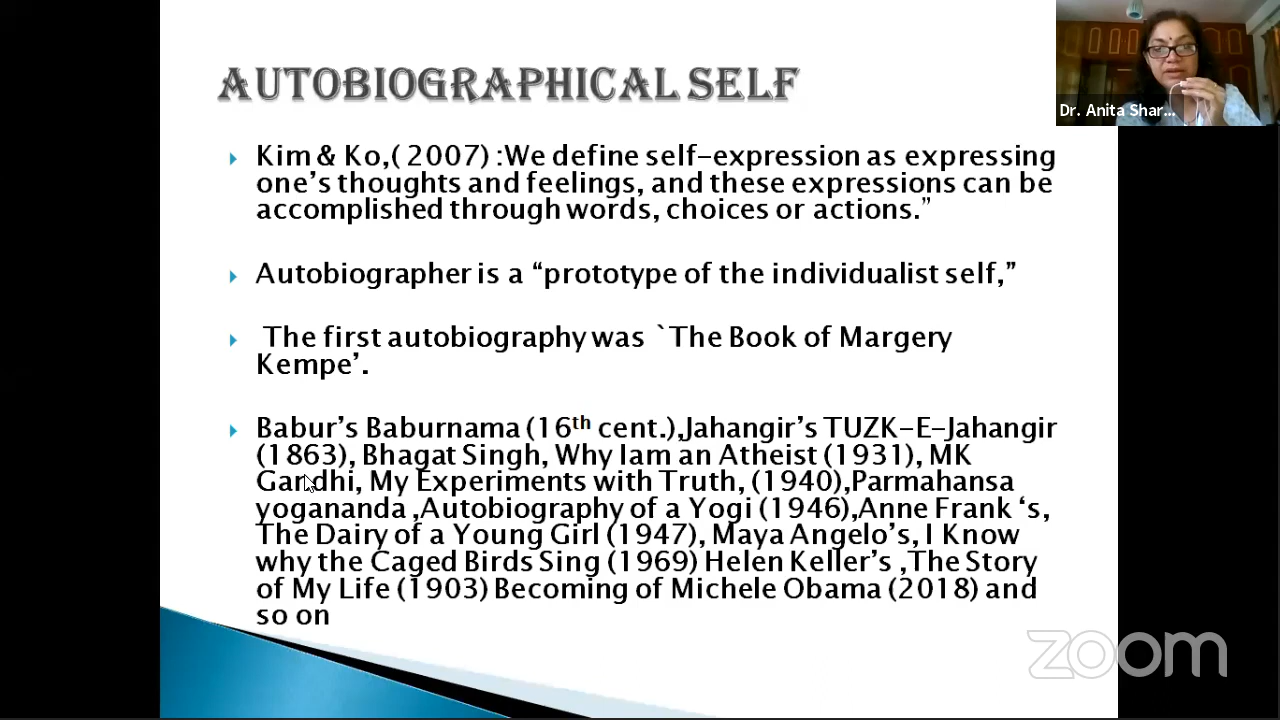 AUTOBIOGRAPHICAL SELF
Kim & Ko,( 2007) :We define self-expression as expressing
one's thoughts and feelings, and these expressions can be
accomplished through words, choices or actions.”
Autobiographer is a “prototype of the individualist self,”
The first autobiography was `The Book of Margery
Kempe’.
Babur’s Baburnama (16th cent.),Jahangir’s TUZK-E-Jahangir
(1863), Bhagat Singh, Why Iam an Atheist (1931), MK
Gandhi, My Experiments with Truth, (1940),Parmahansa
yogananda ,Autobiography of a Yogi (1946),Anne Frank ‘s,
The Dairy of a Young Girl (1947), Maya Angelo’s, I Know
why the Caged Birds Sing (1969) Helen Keller’s ,The Story
of My Life (1903) Becoming of Michele Obama (2018) and
so on
Dr. Anita Shar...
zoom